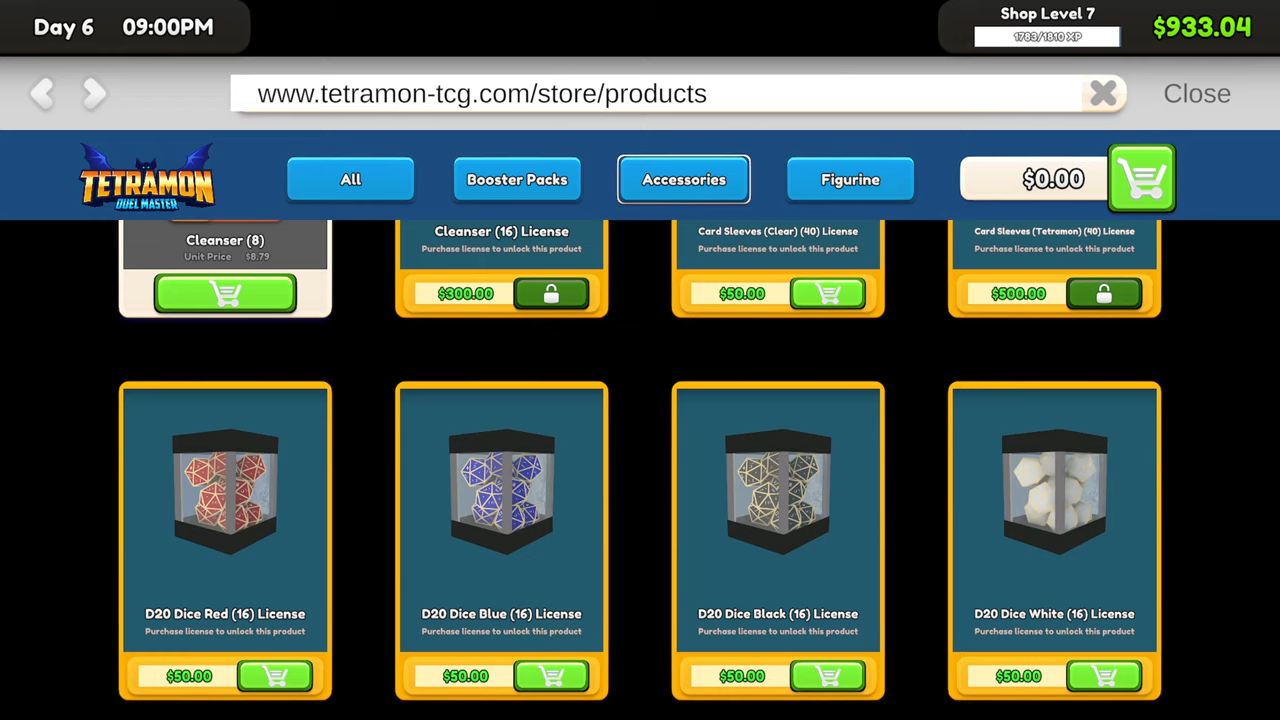 Day 6 09:00PM
Shop Level 7
1783/1810 XP
$933.04
www.tetramon-tcg.com/store/products
Close
TETRAMON
DUEL MASTER
All
Booster Packs
Accessories
Figurine
$0.00
Cleanser (8)
Unit Price $8.79
Cleanser (16) License
Purchase license to unlock this product
$300.00
Card Sleeves (Clear) (40) License
Purchase license to unlock this product
$50.00
Card Sleeves (Tetramon) (40) License
Purchase license to unlock this product
$500.00
D20 Dice Red (16) License
Purchase license to unlock this product
$50.00
D20 Dice Blue (16) License
Purchase license to unlock this product
$50.00
D20 Dice Black (16) License
Purchase license to unlock this product
$50.00
D20 Dice White (16) License
Purchase license to unlock this product
$50.00